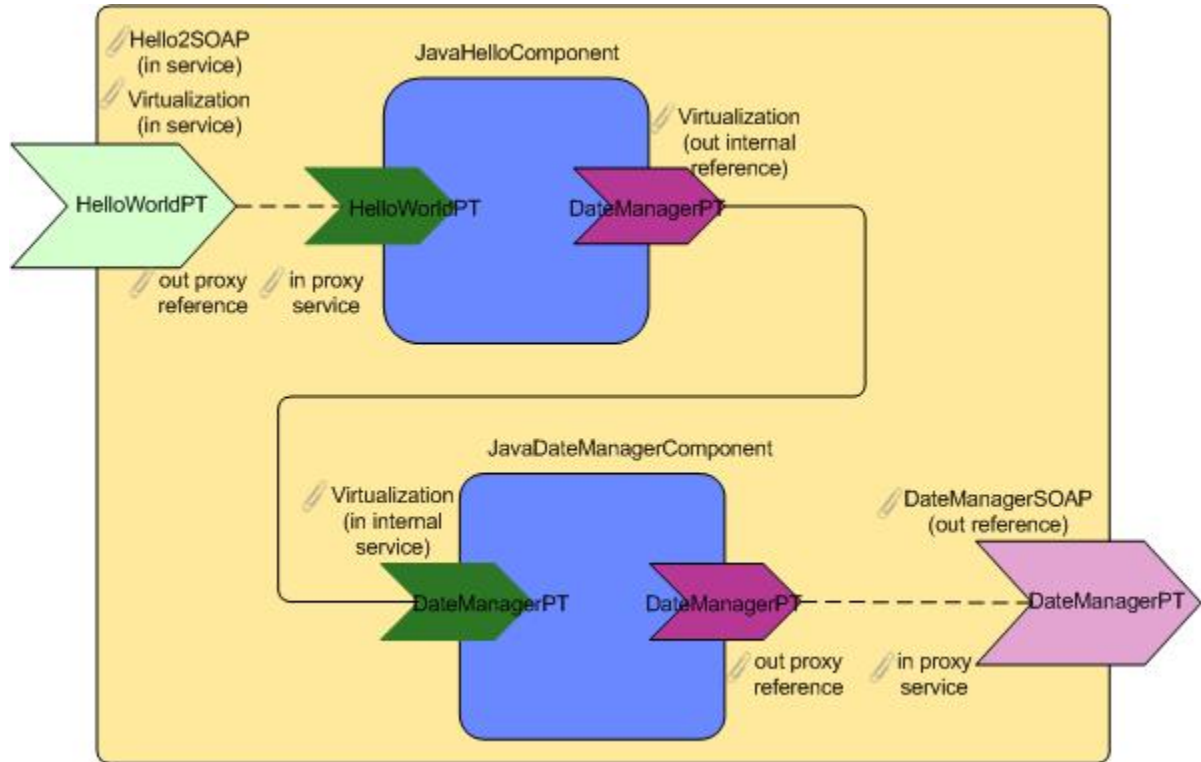 Hello2SOAP
(in service)
Virtualization
(in service)
JavaHelloComponent
Virtualization
(out internal
reference)
HelloWorldPT
HelloWorldPT
DateManagerPT
out proxy
reference
in proxy
service
JavaDateManagerComponent
Virtualization
(in internal
service)
DateManagerSOAP
(out reference)
DateManagerPT
DateManagerPT
DateManagerPT
out proxy
reference
in proxy
service